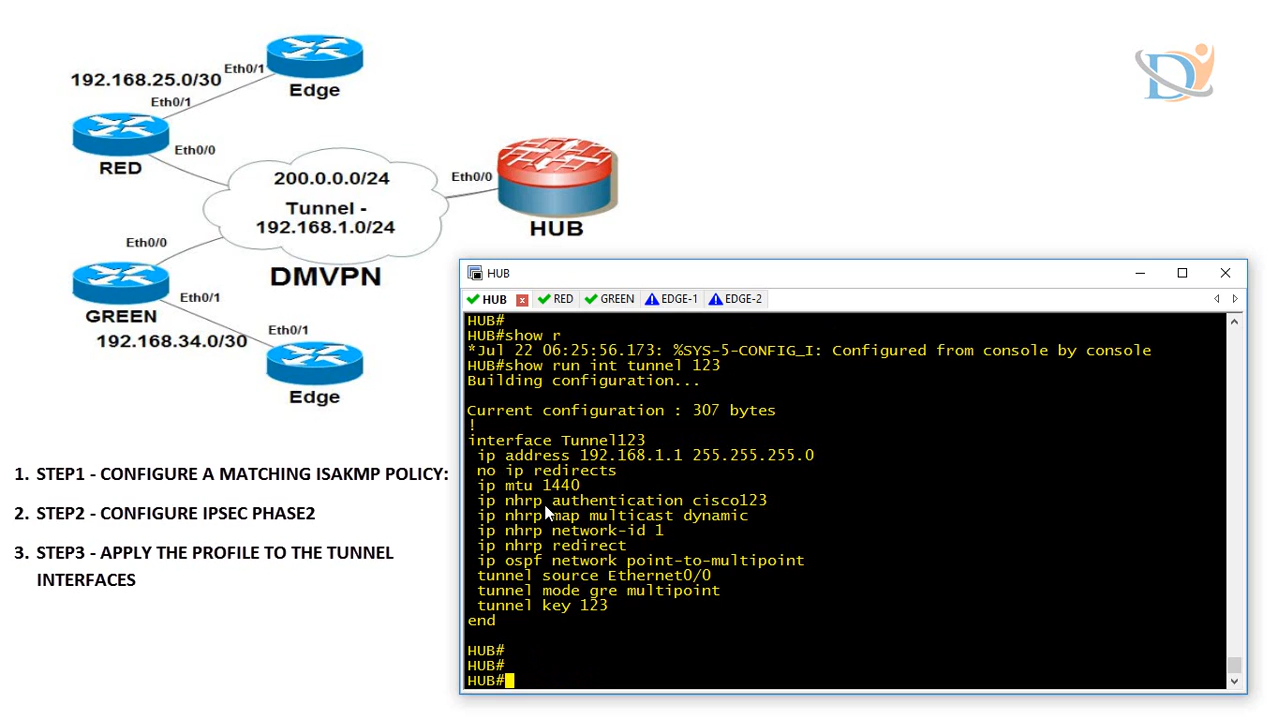 Edge
Eth0/1
192.168.25.0/30
Eth0/1
RED
Eth0/0
200.0.0.0/24
Tunnel -
192.168.1.0/24
Eth0/0
HUB
DMVPN
Eth0/0
GREEN
Eth0/1
192.168.34.0/30
Eth0/1
Edge
1. STEP1 - CONFIGURE A MATCHING ISAKMP POLICY:
2. STEP2 - CONFIGURE IPSEC PHASE2
3. STEP3 - APPLY THE PROFILE TO THE TUNNEL
INTERFACES
HUB
HUB RED GREEN EDGE-1 EDGE-2
HUB#
HUB#show r
*Jul 22 06:25:56.173: %SYS-5-CONFIG_I: Configured from console by console
HUB#show run int tunnel 123
Building configuration...
Current configuration : 307 bytes
!
interface Tunnel123
ip address 192.168.1.1 255.255.255.0
no ip redirects
ip mtu 1440
ip nhrp authentication cisco123
ip nhrp map multicast dynamic
ip nhrp network-id 1
ip nhrp redirect
ip ospf network point-to-multipoint
tunnel source Ethernet0/0
tunnel mode gre multipoint
tunnel key 123
end
HUB#
HUB#
HUB#
D